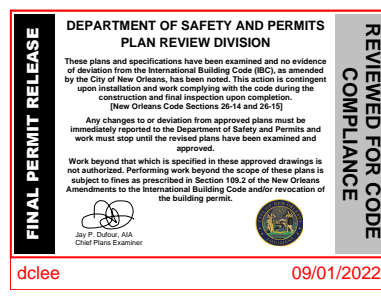 FINAL PERMIT RELEASE
DEPARTMENT OF SAFETY AND PERMITS
PLAN REVIEW DIVISION
These plans and specifications have been examined and no evidence
of deviation from the International Building Code (IBC), as amended
by the City of New Orleans, has been noted. This action is contingent
upon installation and work complying with the code during the
construction and final inspection upon completion.
[New Orleans Code Sections 26-14 and 26-15]
Any changes to or deviation from approved plans must be
immediately reported to the Department of Safety and Permits and
work must stop until the revised plans have been examined and
approved.
Work beyond that which is specified in these approved drawings is
not authorized. Performing work beyond the scope of these plans is
subject to fines as prescribed in Section 109.2 of the New Orleans
Amendments to the International Building Code and/or revocation of
the building permit.
Jay P. Dufour, AIA
Chief Plans Examiner
REVIEWED FOR CODE
COMPLIANCE
dclee
09/01/2022